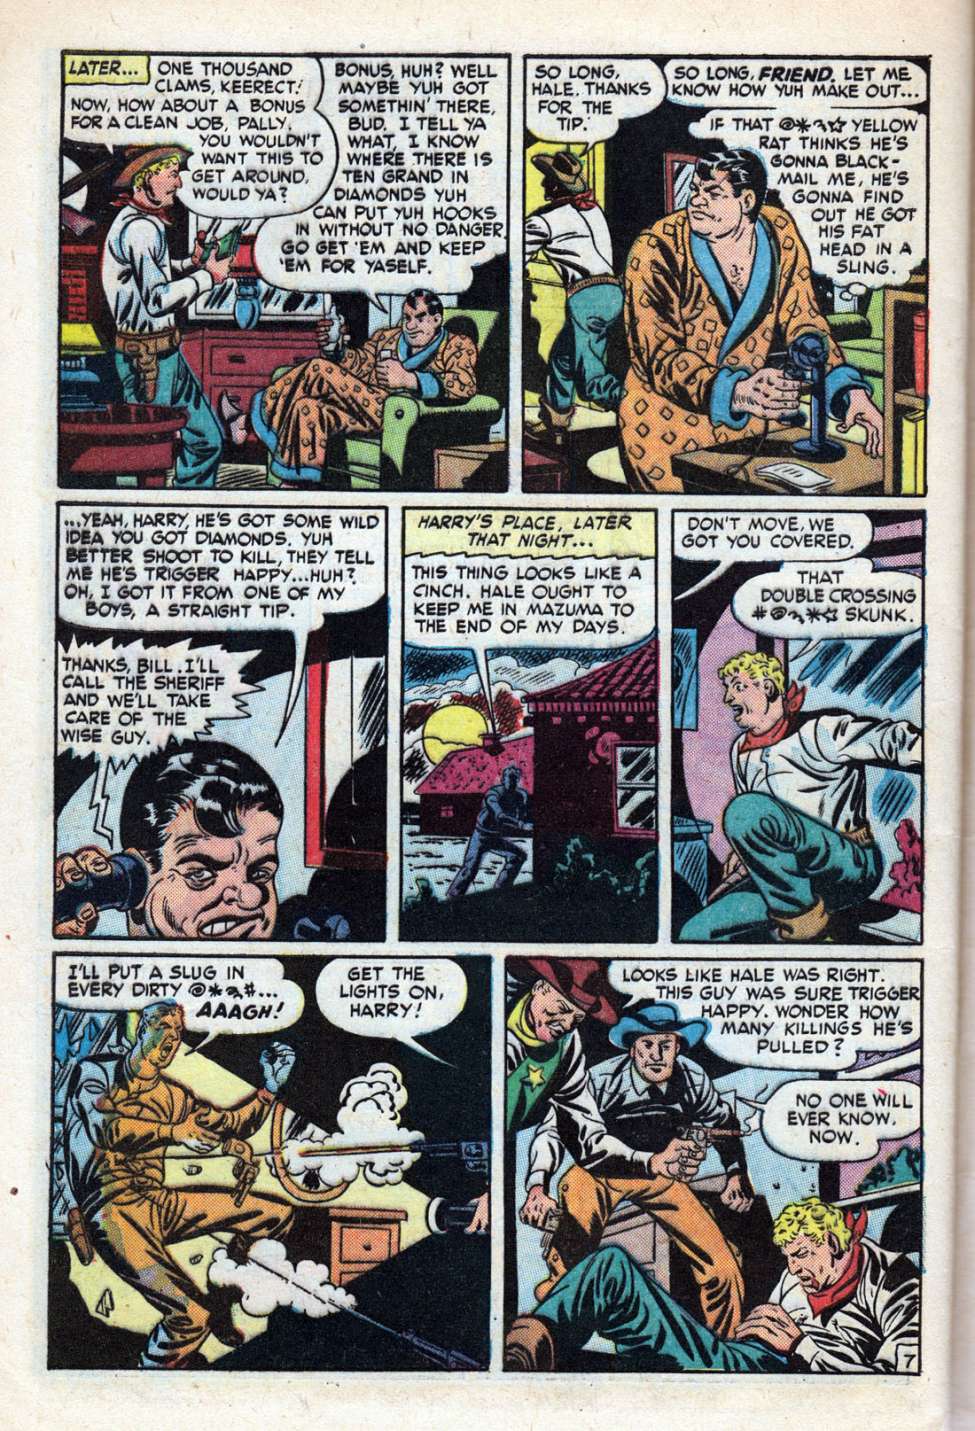 LATER...
ONE THOUSAND
CLAMS, KEERECT!
NOW, HOW ABOUT A BONUS
FOR A CLEAN JOB, PALLY.
YOU WOULDN'T
WANT THIS TO
GET AROUND,
WOULD YA?
BONUS, HUH? WELL
MAYBE YUH GOT
SOMETHIN' THERE,
BUD. I TELL YA
WHAT, I KNOW
WHERE THERE IS
TEN GRAND IN
DIAMONDS YUH
CAN PUT YUH HOOKS
IN WITHOUT NO DANGER.
GO GET 'EM AND KEEP
'EM FOR YASELF.
SO LONG,
HALE. THANKS
FOR THE
TIP.
SO LONG, FRIEND. LET ME
KNOW HOW YUH MAKE OUT...
IF THAT @*☆ YELLOW
RAT THINKS HE'S
GONNA BLACK-
MAIL ME, HE'S
GONNA FIND
OUT HE GOT
HIS FAT
HEAD IN A
SLING.
...YEAH, HARRY, HE'S GOT SOME WILD
IDEA YOU GOT DIAMONDS. YUH
BETTER SHOOT TO KILL, THEY TELL
ME HE'S TRIGGER HAPPY...HUH?
OH, I GOT IT FROM ONE OF MY
BOYS, A STRAIGHT TIP.
THANKS, BILL. I'LL
CALL THE SHERIFF
AND WE'LL TAKE
CARE OF THE
WISE GUY.
HARRY'S PLACE, LATER
THAT NIGHT...
THIS THING LOOKS LIKE A
CINCH. HALE OUGHT TO
KEEP ME IN MAZUMA TO
THE END OF MY DAYS.
DON'T MOVE, WE
GOT YOU COVERED.
THAT
DOUBLE CROSSING
#@*☆ SKUNK.
I'LL PUT A SLUG IN
EVERY DIRTY @*#...
AAAGH!
GET THE
LIGHTS ON,
HARRY!
LOOKS LIKE HALE WAS RIGHT.
THIS GUY WAS SURE TRIGGER
HAPPY. WONDER HOW
MANY KILLINGS HE'S
PULLED?
NO ONE WILL
EVER KNOW,
NOW.
7